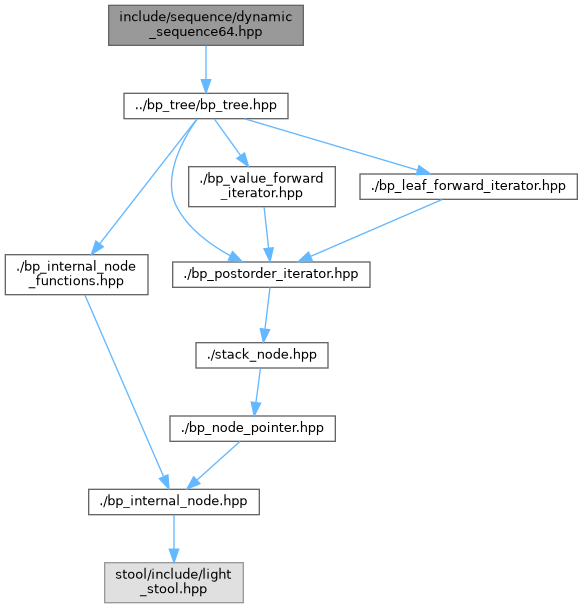 include/sequence/dynamic
_sequence64.hpp
../bp_tree/bp_tree.hpp
./bp_value_forward
_iterator.hpp
./bp_leaf_forward_iterator.hpp
./bp_internal_node
_functions.hpp
./bp_postorder_iterator.hpp
./stack_node.hpp
./bp_node_pointer.hpp
./bp_internal_node.hpp
stool/include/light
_stool.hpp